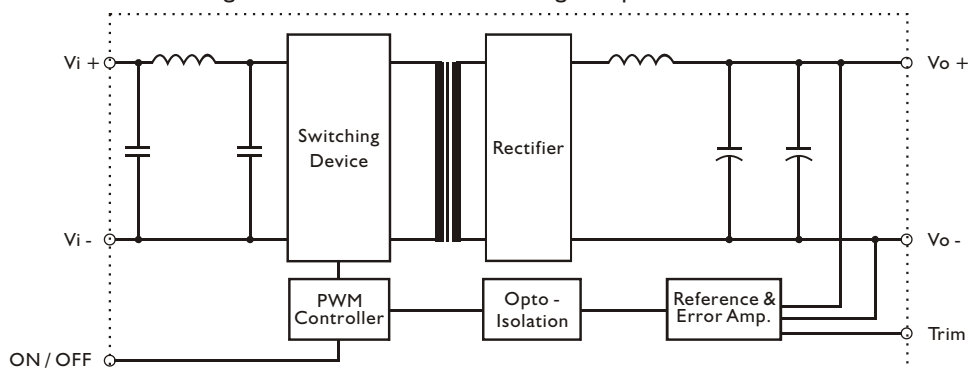 Vi +
Switching
Device
Rectifier
Vo +
Vi -
Vo -
PWM
Controller
Opto -
Isolation
Reference &
Error Amp.
Trim
ON / OFF